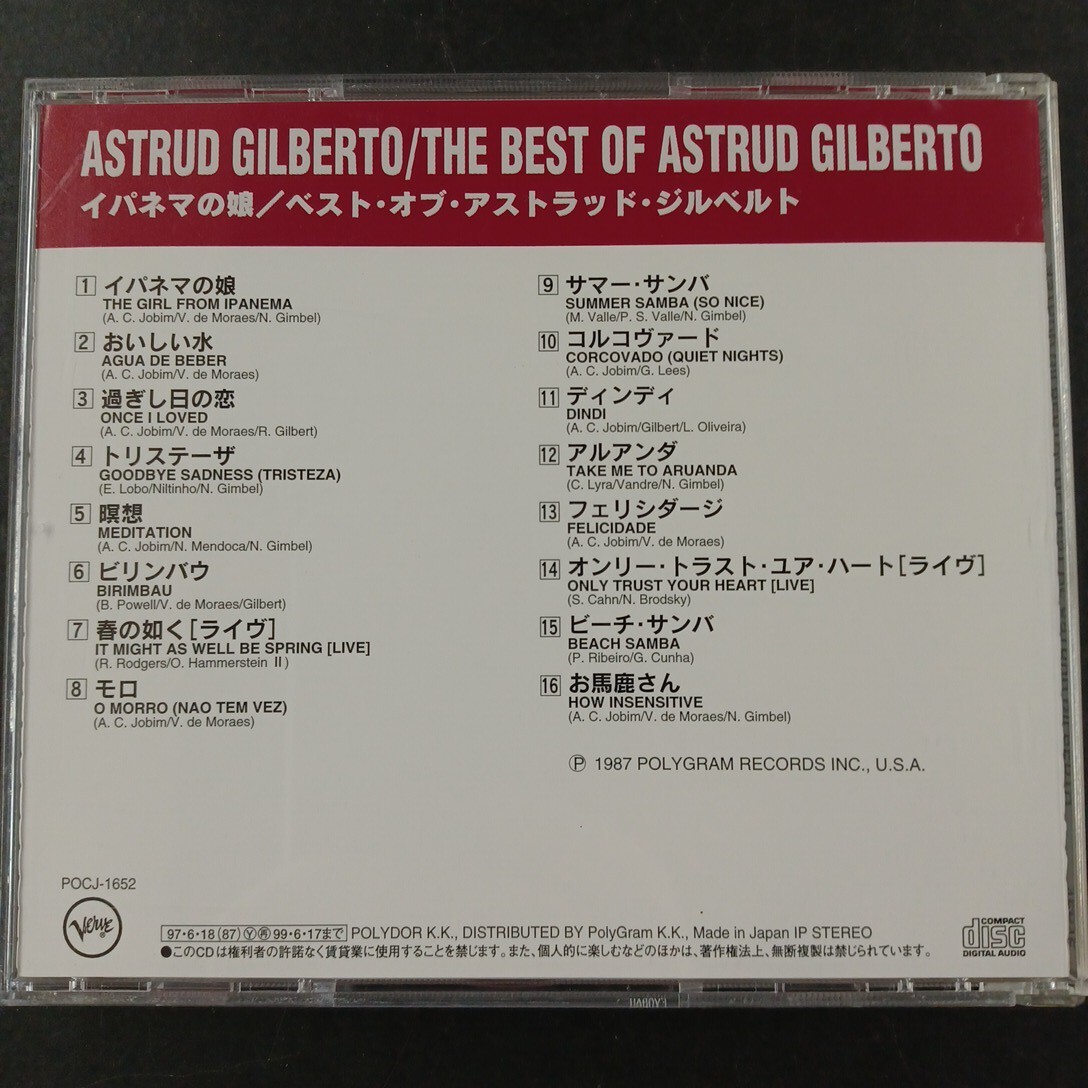 ASTRUD GILBERTO/THE BEST OF ASTRUD GILBERTO
イパネマの娘／ベスト・オブ・アストラッド・ジルベルト
1 イパネマの娘
THE GIRL FROM IPANEMA
(A. C. Jobim/V. de Moraes/N. Gimbel)
2 おいしい水
AGUA DE BEBER
(A. C. Jobim/V. de Moraes)
3 過ぎし日の恋
ONCE I LOVED
(A. C. Jobim/V. de Moraes/R. Gilbert)
4 トリステーザ
GOODBYE SADNESS (TRISTEZA)
(E. Lobo/Niltinho/N. Gimbel)
5 瞑想
MEDITATION
(A. C. Jobim/N. Mendoca/N. Gimbel)
6 ビリンバウ
BIRIMBAU
(B. Powell/V. de Moraes/Gilbert)
7 春の如く[ライヴ]
IT MIGHT AS WELL BE SPRING [LIVE]
(R. Rodgers/O. Hammerstein Ⅱ)
8 モロ
O MORRO (NAO TEM VEZ)
(A. C. Jobim/V. de Moraes)
9 サマー・サンバ
SUMMER SAMBA (SO NICE)
(M. Valle/P. S. Valle/N. Gimbel)
10 コルコヴァード
CORCOVADO (QUIET NIGHTS)
(A. C. Jobim/G. Lees)
11 ディンディ
DINDI
(A. C. Jobim/Gilbert/L. Oliveira)
12 アルアンダ
TAKE ME TO ARUANDA
(C. Lyra/Vandre/N. Gimbel)
13 フェリシダージ
FELICIDADE
(A. C. Jobim/V. de Moraes)
14 オンリー・トラスト・ユア・ハート[ライヴ]
ONLY TRUST YOUR HEART [LIVE]
(S. Cahn/N. Brodsky)
15 ビーチ・サンバ
BEACH SAMBA
(P. Ribeiro/G. Cunha)
16 お馬鹿さん
HOW INSENSITIVE
(A. C. Jobim/V. de Moraes/N. Gimbel)
Ⓟ 1987 POLYGRAM RECORDS INC., U.S.A.
POCJ-1652
Verve
97・6・18(87)Ⓨ㊢99・6・17まで POLYDOR K.K., DISTRIBUTED BY PolyGram K.K., Made in Japan IP STEREO
●このCDは権利者の許諾なく賃貸業に使用することを禁じます。また、個人的に楽しむなどのほかは、著作権法上、無断複製は禁じられています。
COMPACT
disc
DIGITAL AUDIO